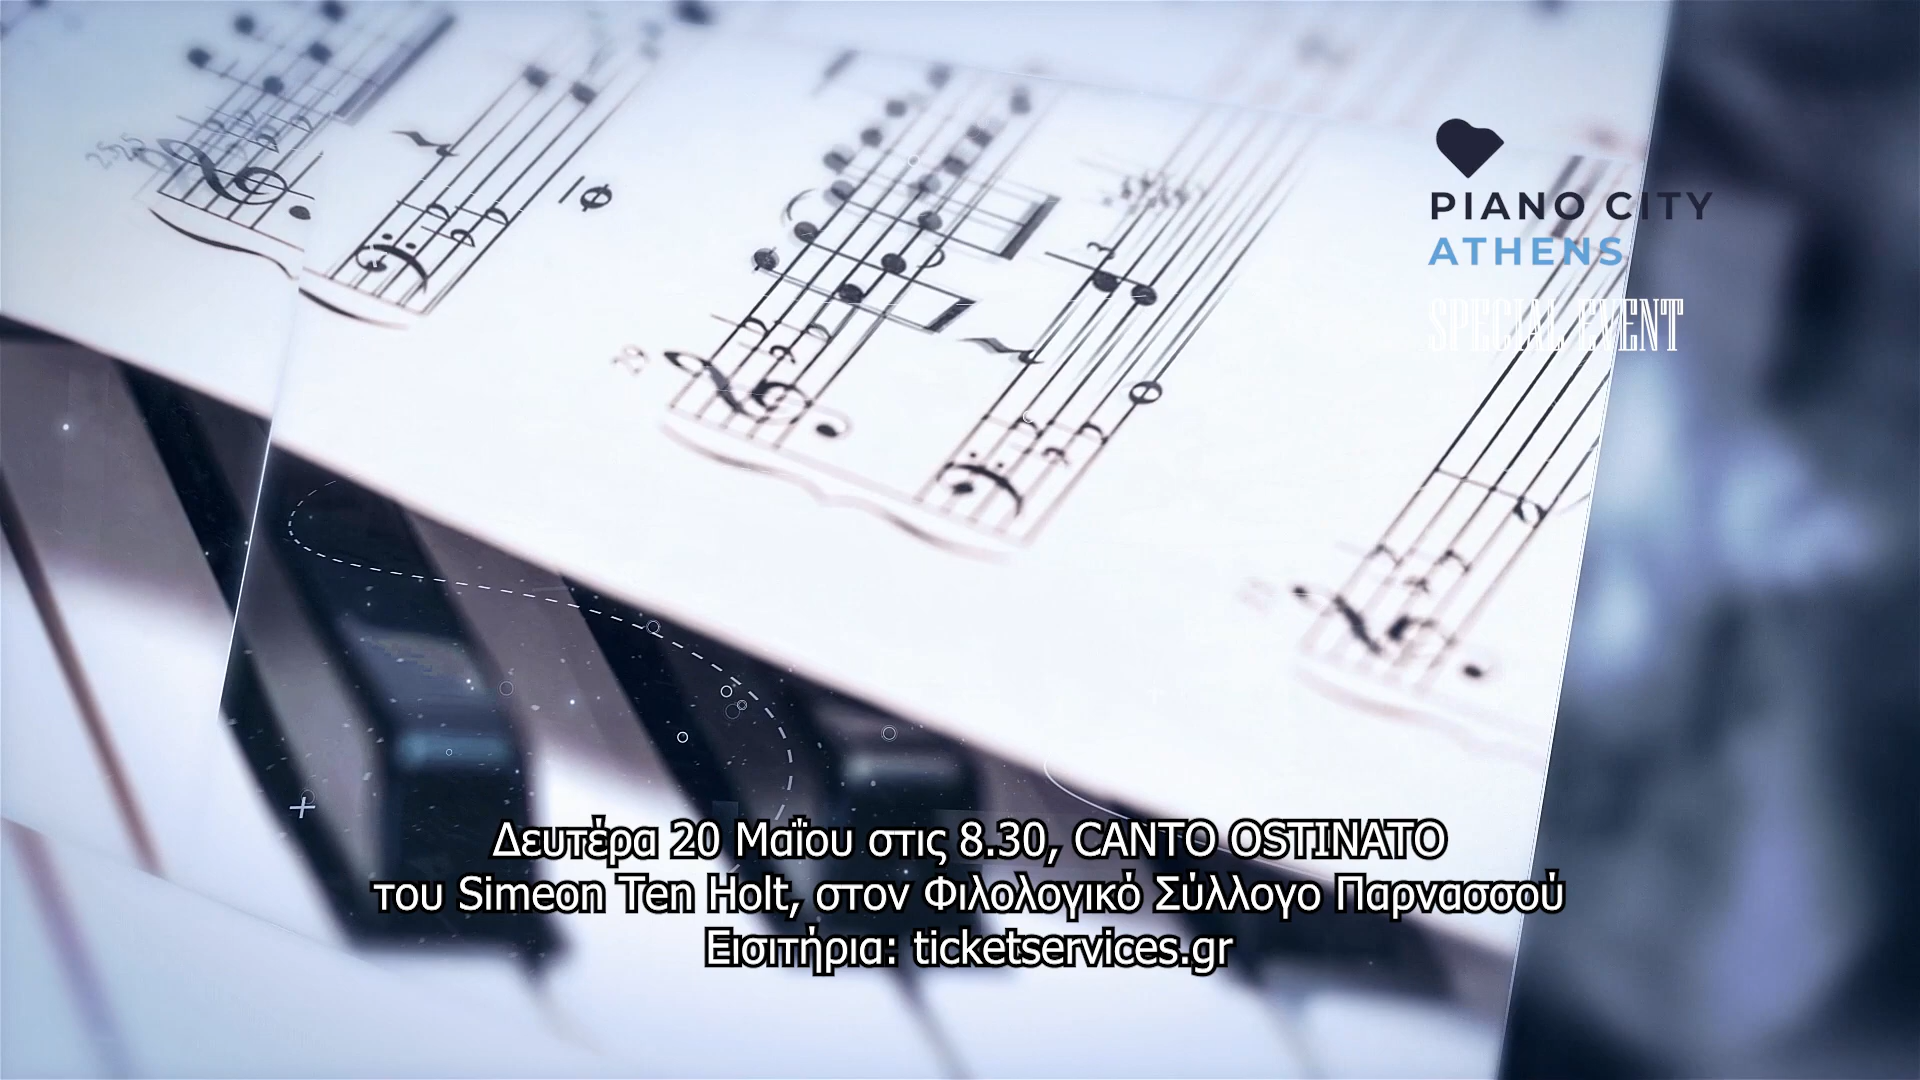 PIANO CITY
ATHENS
SPECIAL EVENT
29
Δευτέρα 20 Μαΐου στις 8.30, CANTO OSTINATO
του Simeon Ten Holt, στον Φιλολογικό Σύλλογο Παρνασσού
Εισιτήρια: ticketservices.gr